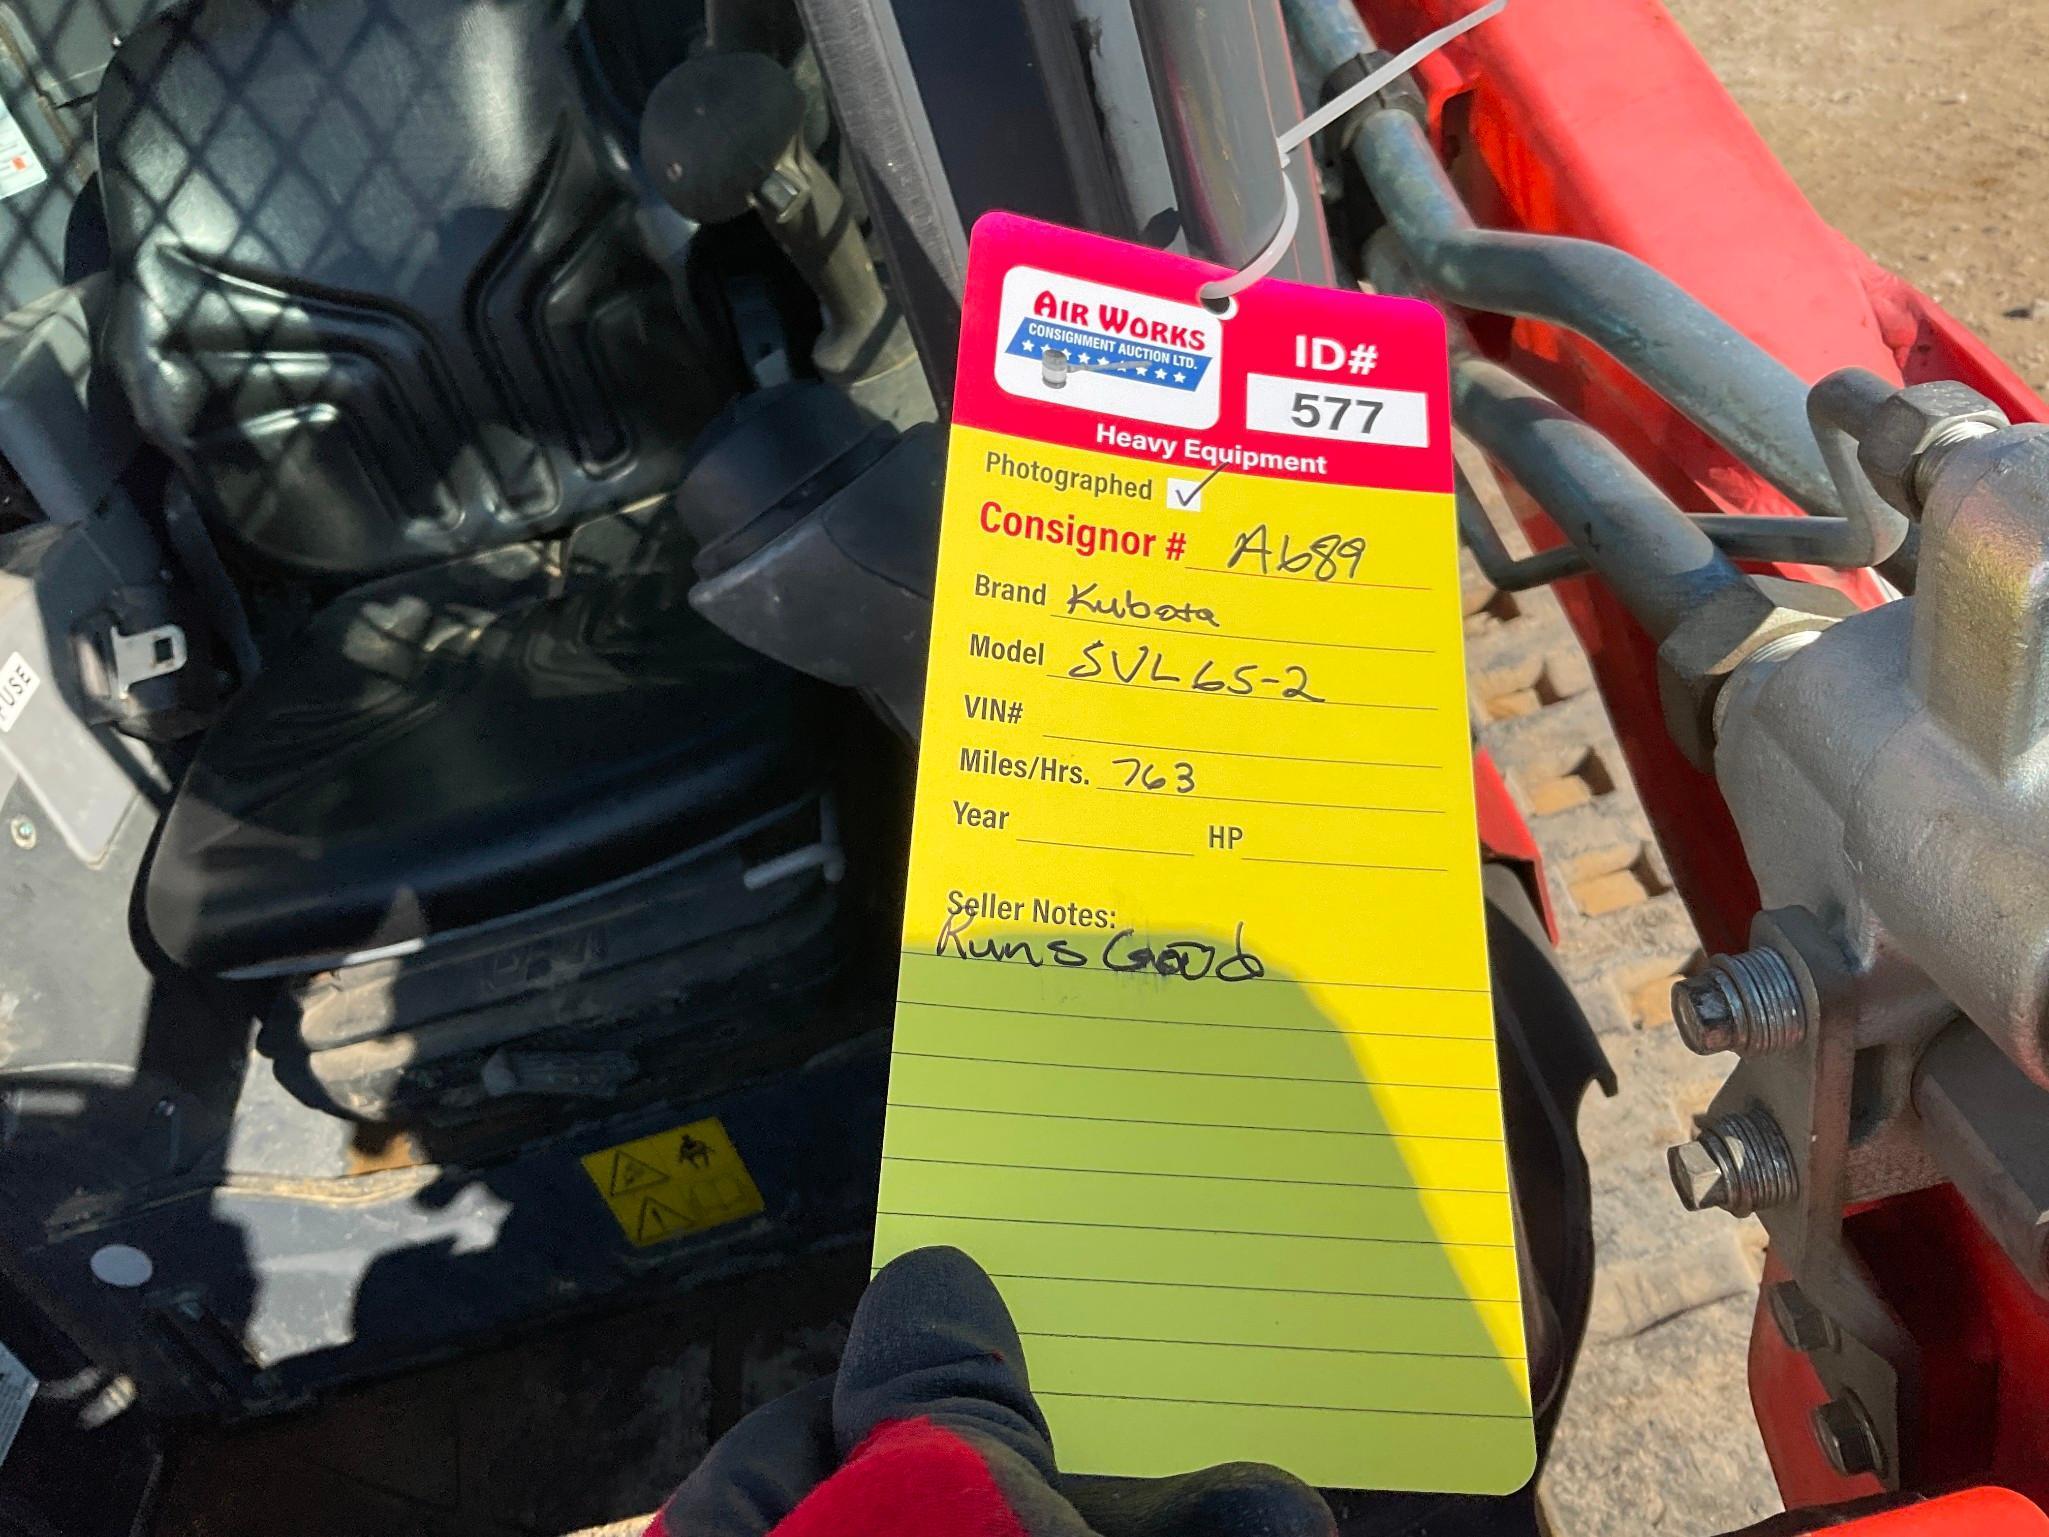 AIR WORKS
CONSIGNMENT AUCTION LTD.
ID#
577
Heavy Equipment
Photographed ✓
Consignor # A689
Brand Kubota
Model SVL65-2
VIN#
Miles/Hrs. 763
Year HP
Seller Notes:
Runs Good
FUSE